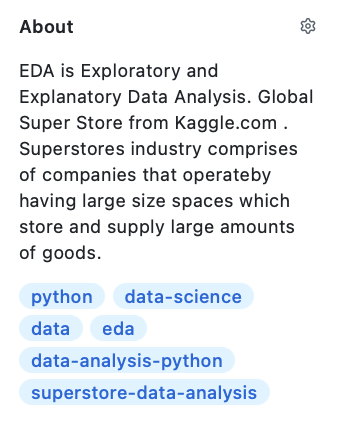 About
EDA is Exploratory and
Explanatory Data Analysis. Global
Super Store from Kaggle.com .
Superstores industry comprises
of companies that operateby
having large size spaces which
store and supply large amounts
of goods.
python data-science
data eda
data-analysis-python
superstore-data-analysis